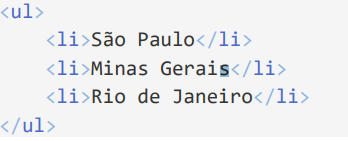 <ul>
    <li>São Paulo</li>
    <li>Minas Gerais</li>
    <li>Rio de Janeiro</li>
</ul>